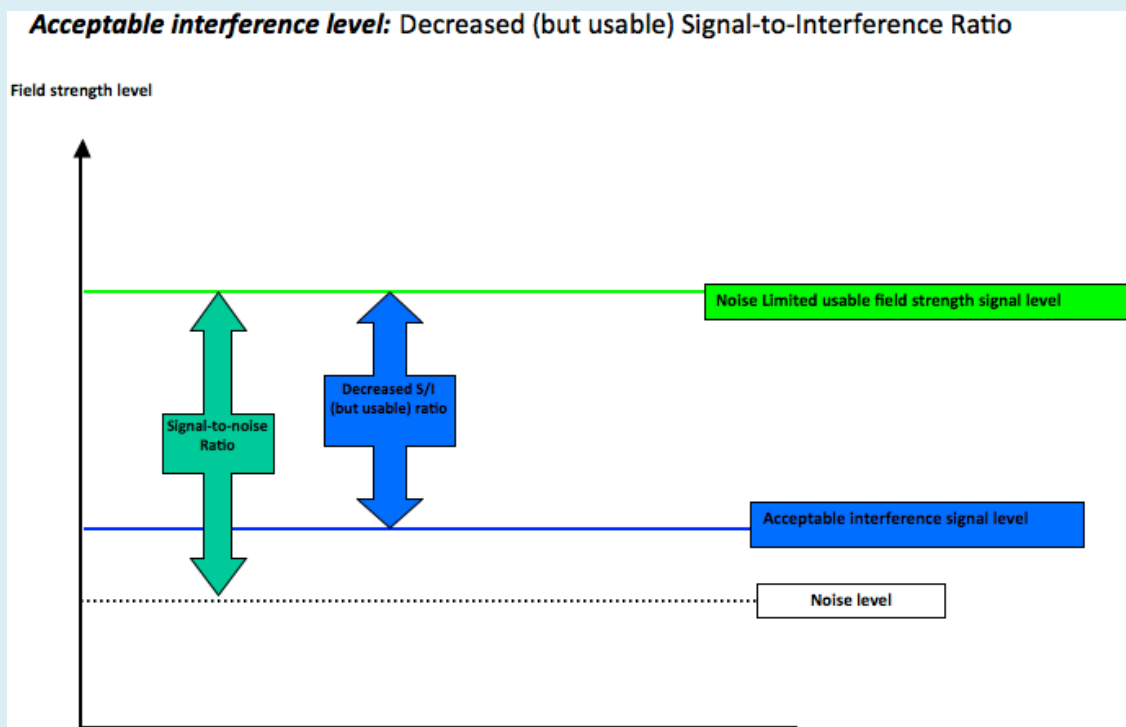 Acceptable interference level: Decreased (but usable) Signal-to-Interference Ratio
Field strength level
Noise Limited usable field strength signal level
Decreased S/I
(but usable) ratio
Signal-to-noise
Ratio
Acceptable interference signal level
Noise level